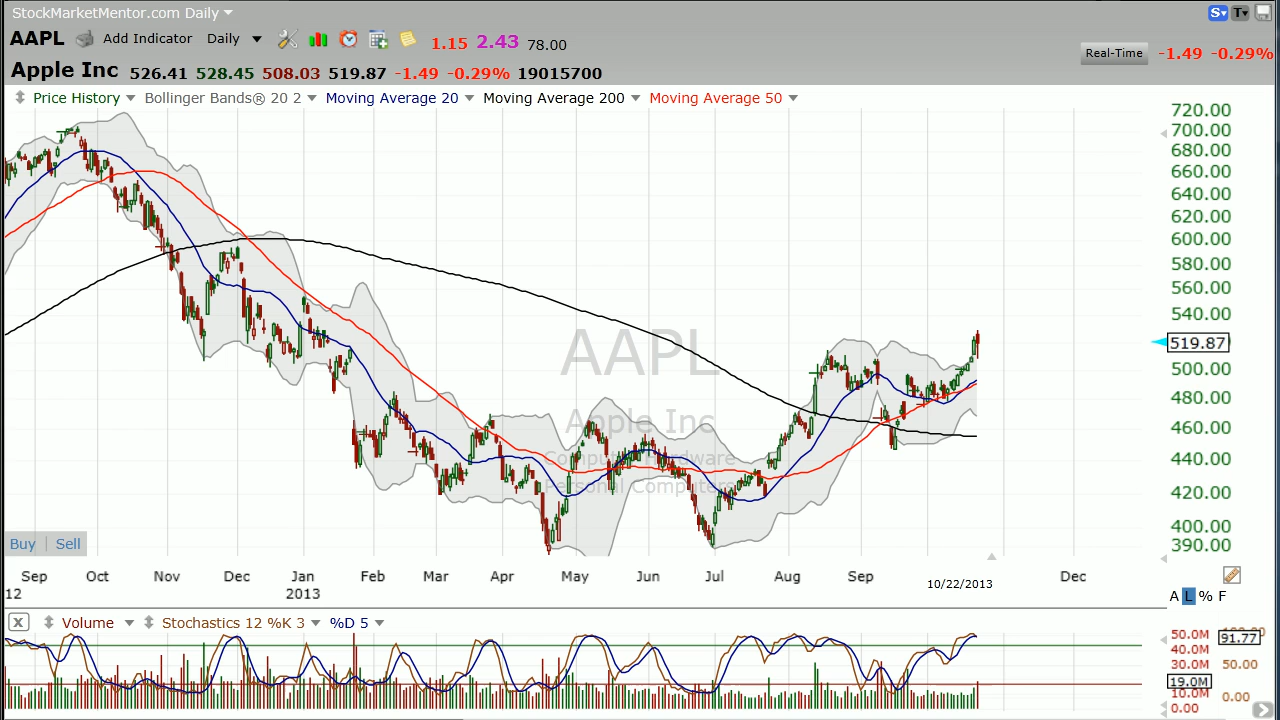 StockMarketMentor.com Daily
S T
AAPL Add Indicator Daily 1.15 2.43 78.00
Real-Time -1.49 -0.29%
Apple Inc 526.41 528.45 508.03 519.87 -1.49 -0.29% 19015700
Price History Bollinger Bands® 20 2 Moving Average 20 Moving Average 200 Moving Average 50
720.00
700.00
680.00
660.00
640.00
620.00
600.00
580.00
560.00
540.00
519.87
500.00
480.00
460.00
440.00
420.00
400.00
390.00
AAPL
Apple Inc
Computer Hardware
Personal Computers
Buy Sell
Sep Oct Nov Dec Jan Feb Mar Apr May Jun Jul Aug Sep 10/22/2013 Dec
12 2013
A L % F
X Volume Stochastics 12 %K 3 %D 5
50.0M 100.00
91.77
40.0M
30.0M 50.00
19.0M
10.0M 0.00
0.00